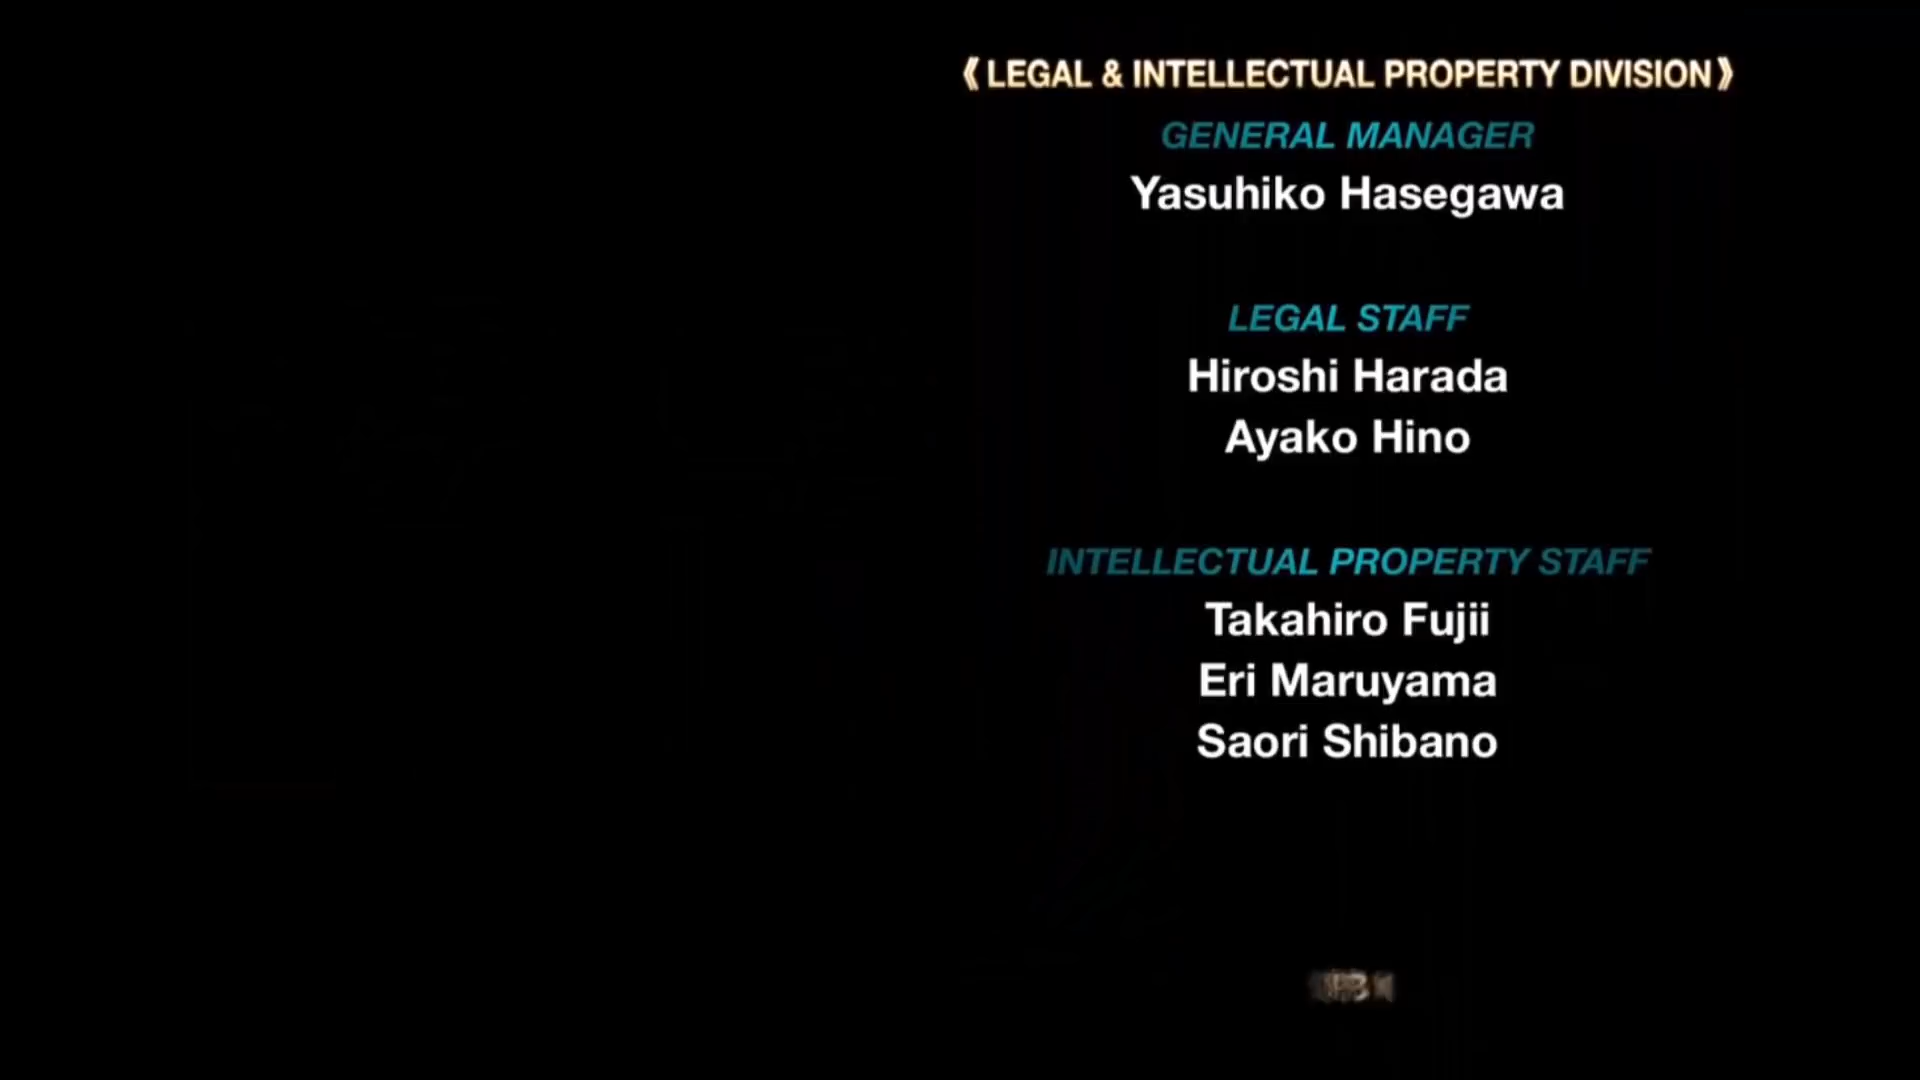 《LEGAL & INTELLECTUAL PROPERTY DIVISION》
GENERAL MANAGER
Yasuhiko Hasegawa
LEGAL STAFF
Hiroshi Harada
Ayako Hino
INTELLECTUAL PROPERTY STAFF
Takahiro Fujii
Eri Maruyama
Saori Shibano